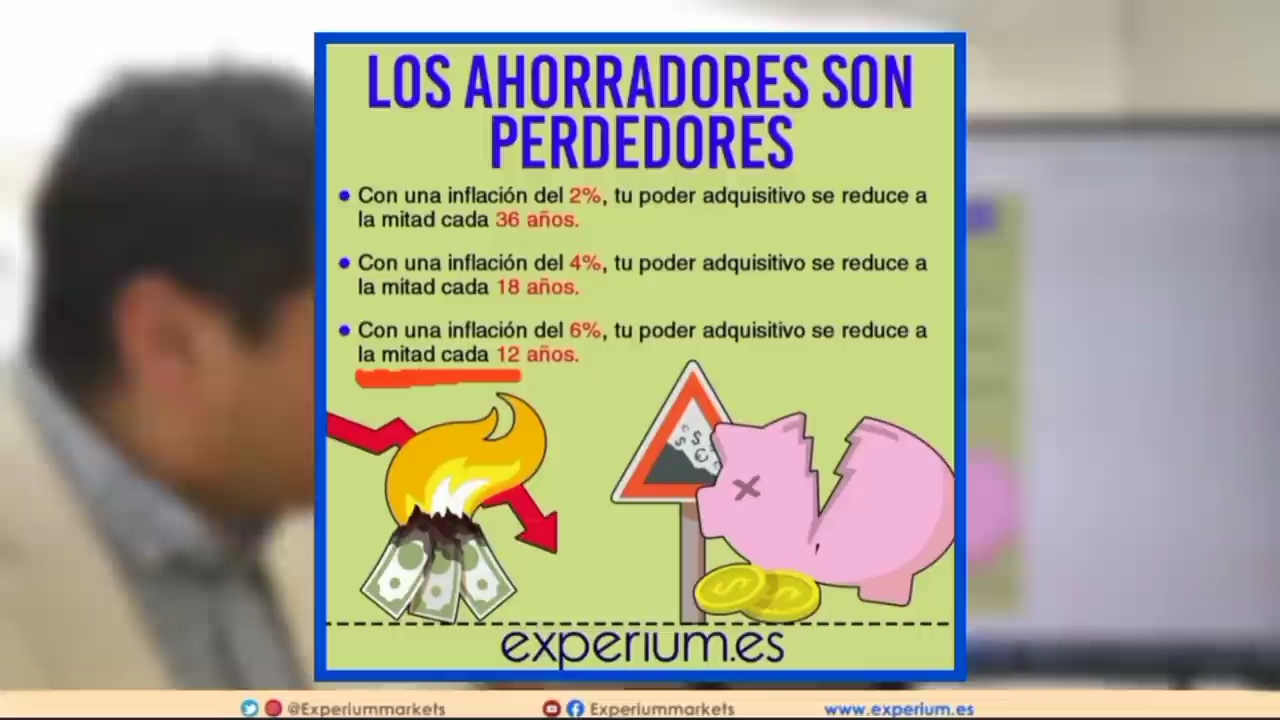 LOS AHORRADORES SON
PERDEDORES
• Con una inflación del 2%, tu poder adquisitivo se reduce a
la mitad cada 36 años.
• Con una inflación del 4%, tu poder adquisitivo se reduce a
la mitad cada 18 años.
• Con una inflación del 6%, tu poder adquisitivo se reduce a
la mitad cada 12 años.
experium.es
@Experiummarkets Experiummarkets www.experium.es